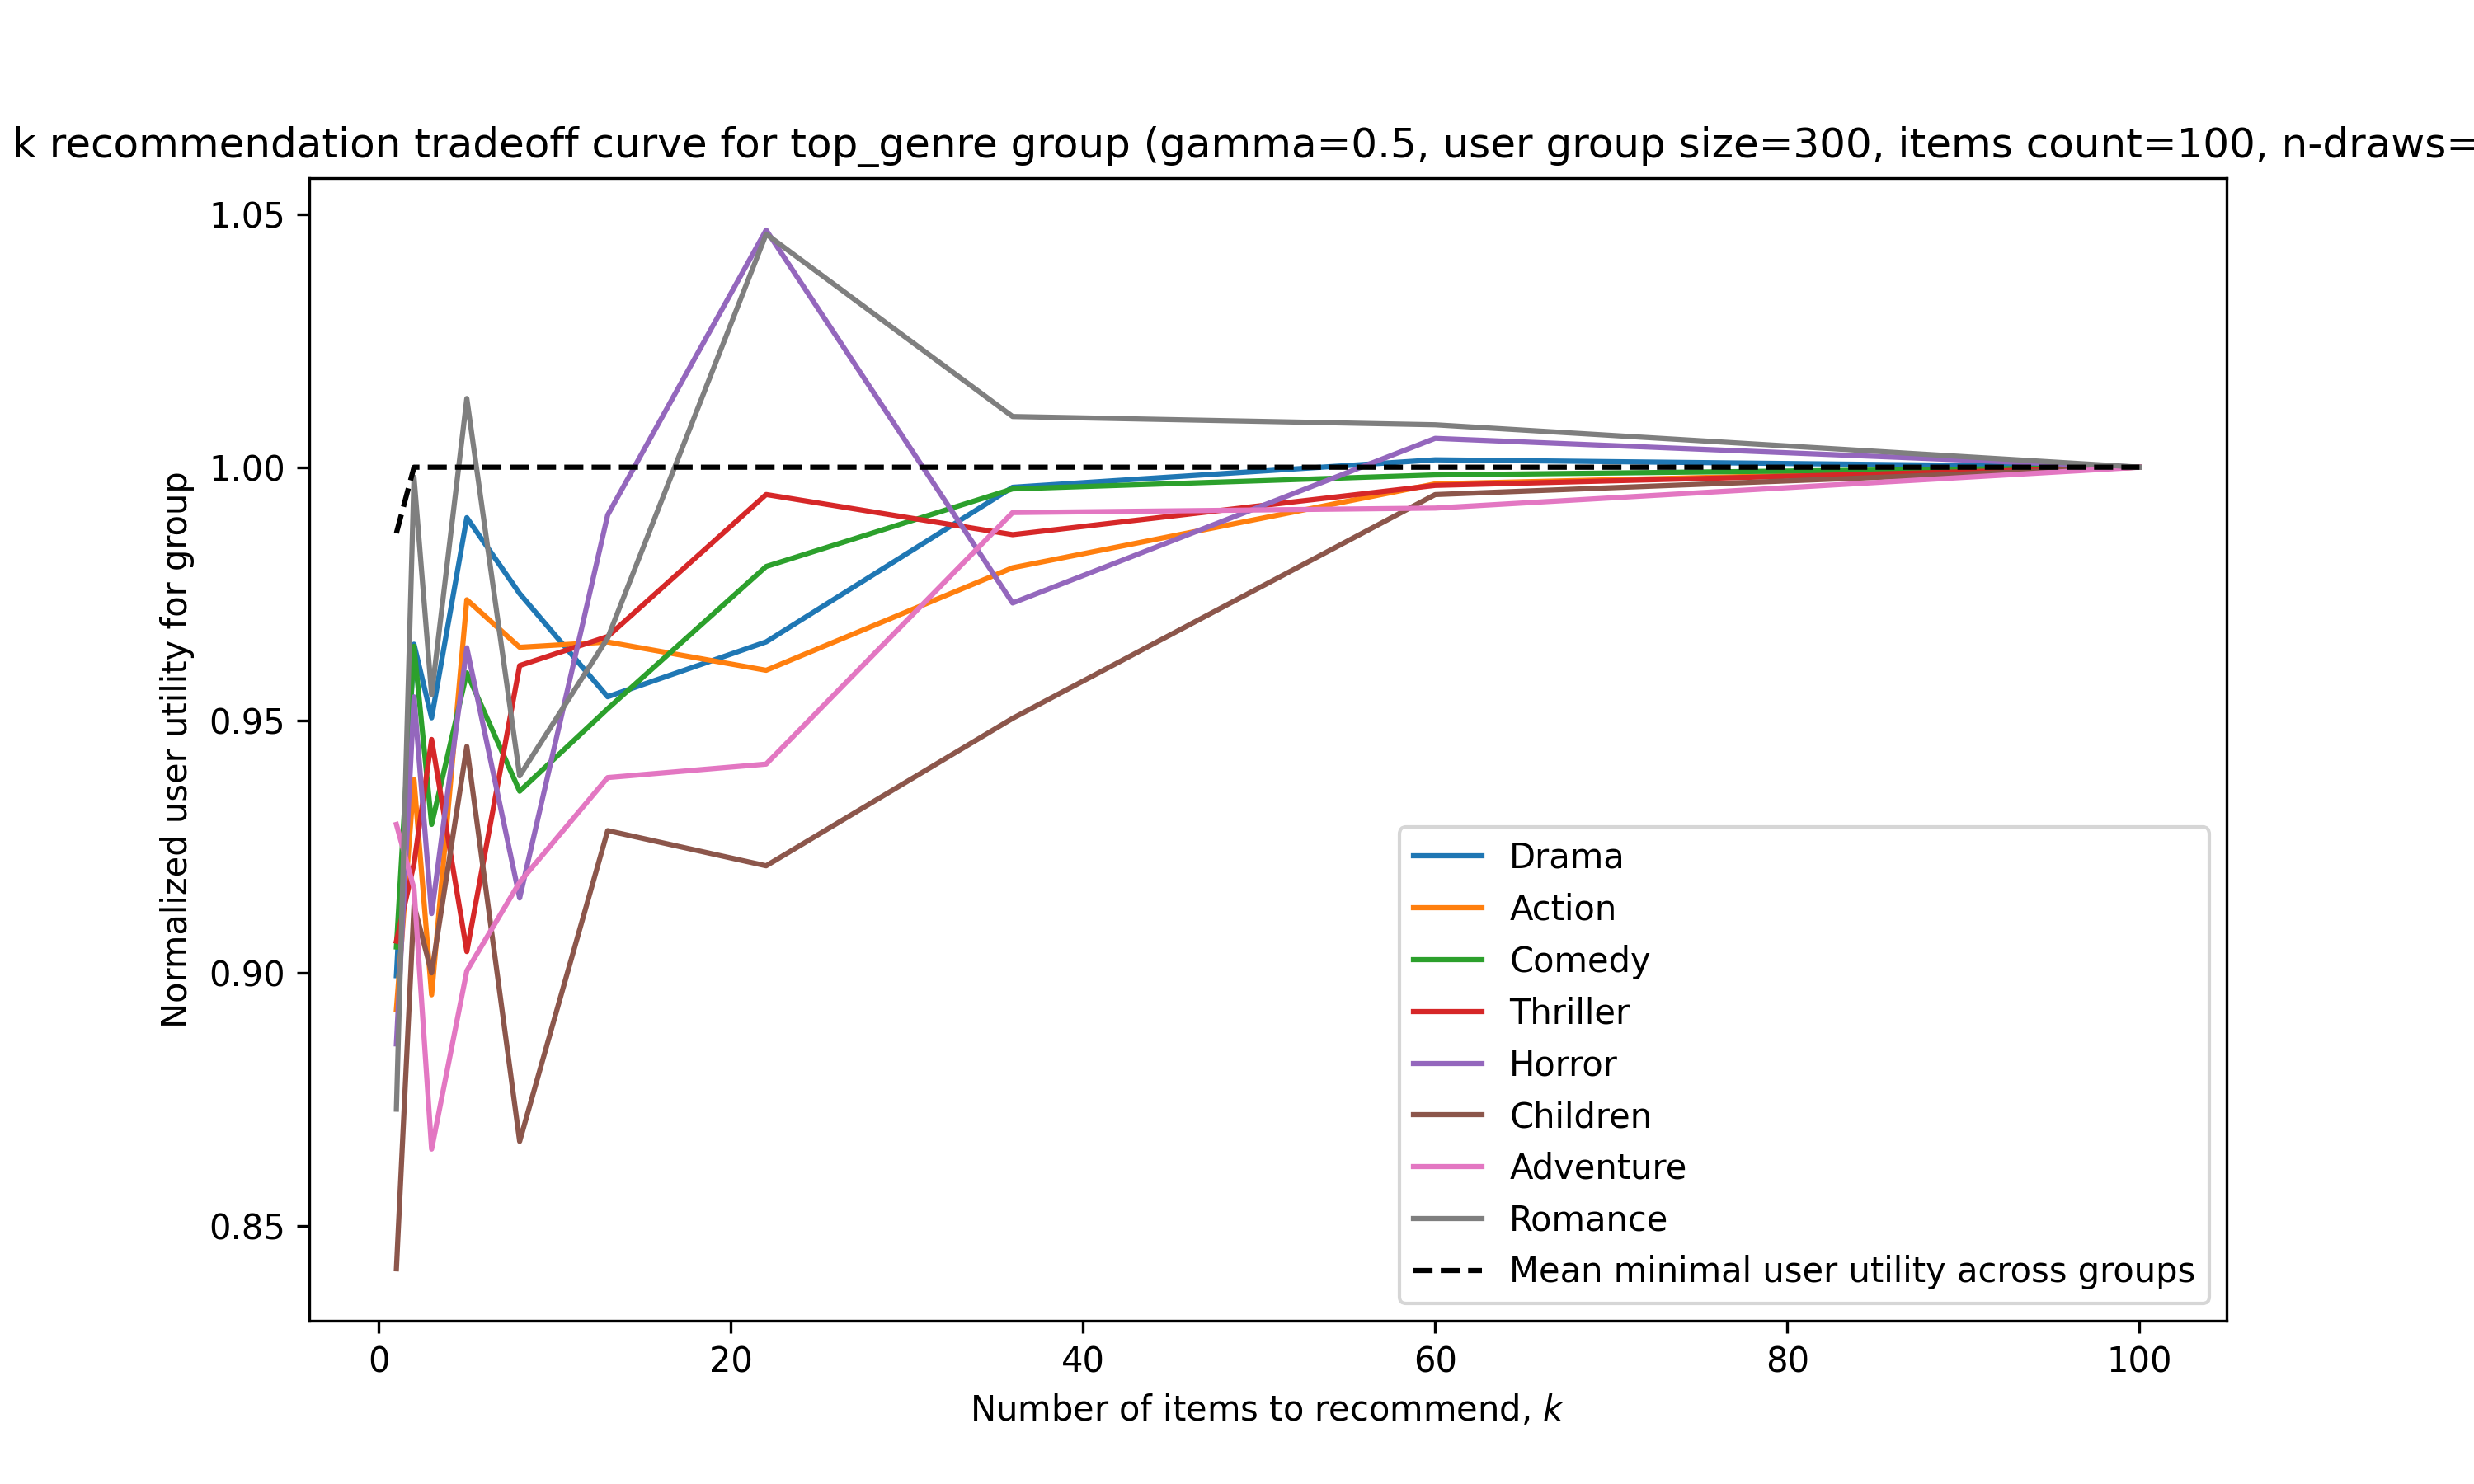 k recommendation tradeoff curve for top_genre group (gamma=0.5, user group size=300, items count=100, n-draws=
1.05
1.00
0.95
0.90
0.85
Normalized user utility for group
Drama
Action
Comedy
Thriller
Horror
Children
Adventure
Romance
Mean minimal user utility across groups
0 20 40 60 80 100
Number of items to recommend, k